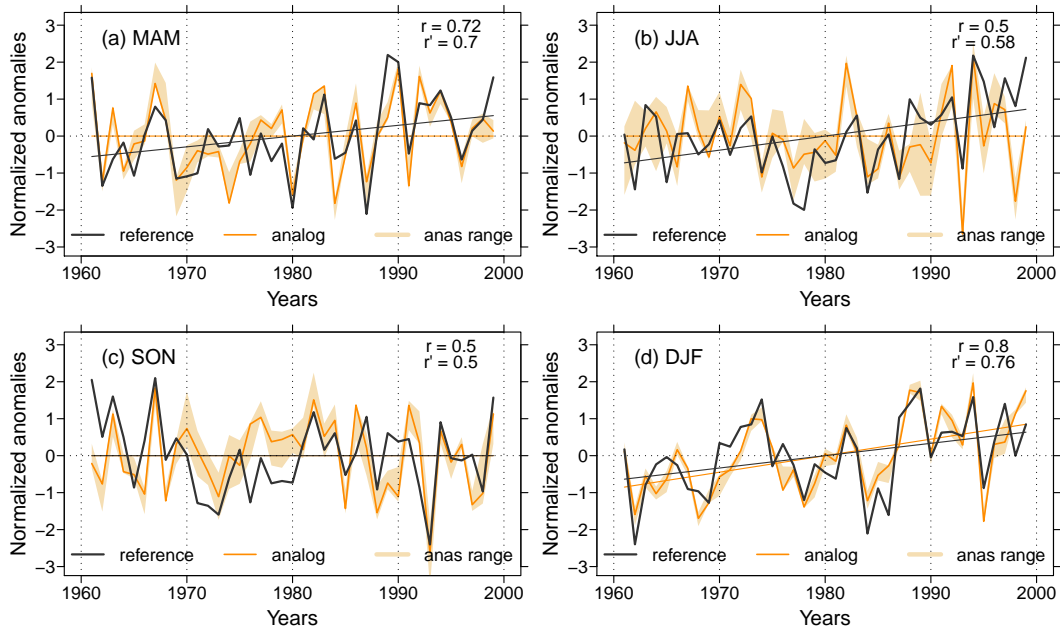 (a) MAM
r = 0.72
r' = 0.7
Normalized anomalies
3
2
1
0
−1
−2
−3
reference
analog
anas range
1960
1970
1980
1990
2000
Years
(b) JJA
r = 0.5
r' = 0.58
Normalized anomalies
3
2
1
0
−1
−2
−3
reference
analog
anas range
1960
1970
1980
1990
2000
Years
(c) SON
r = 0.5
r' = 0.5
Normalized anomalies
3
2
1
0
−1
−2
−3
reference
analog
anas range
1960
1970
1980
1990
2000
Years
(d) DJF
r = 0.8
r' = 0.76
Normalized anomalies
3
2
1
0
−1
−2
−3
reference
analog
anas range
1960
1970
1980
1990
2000
Years